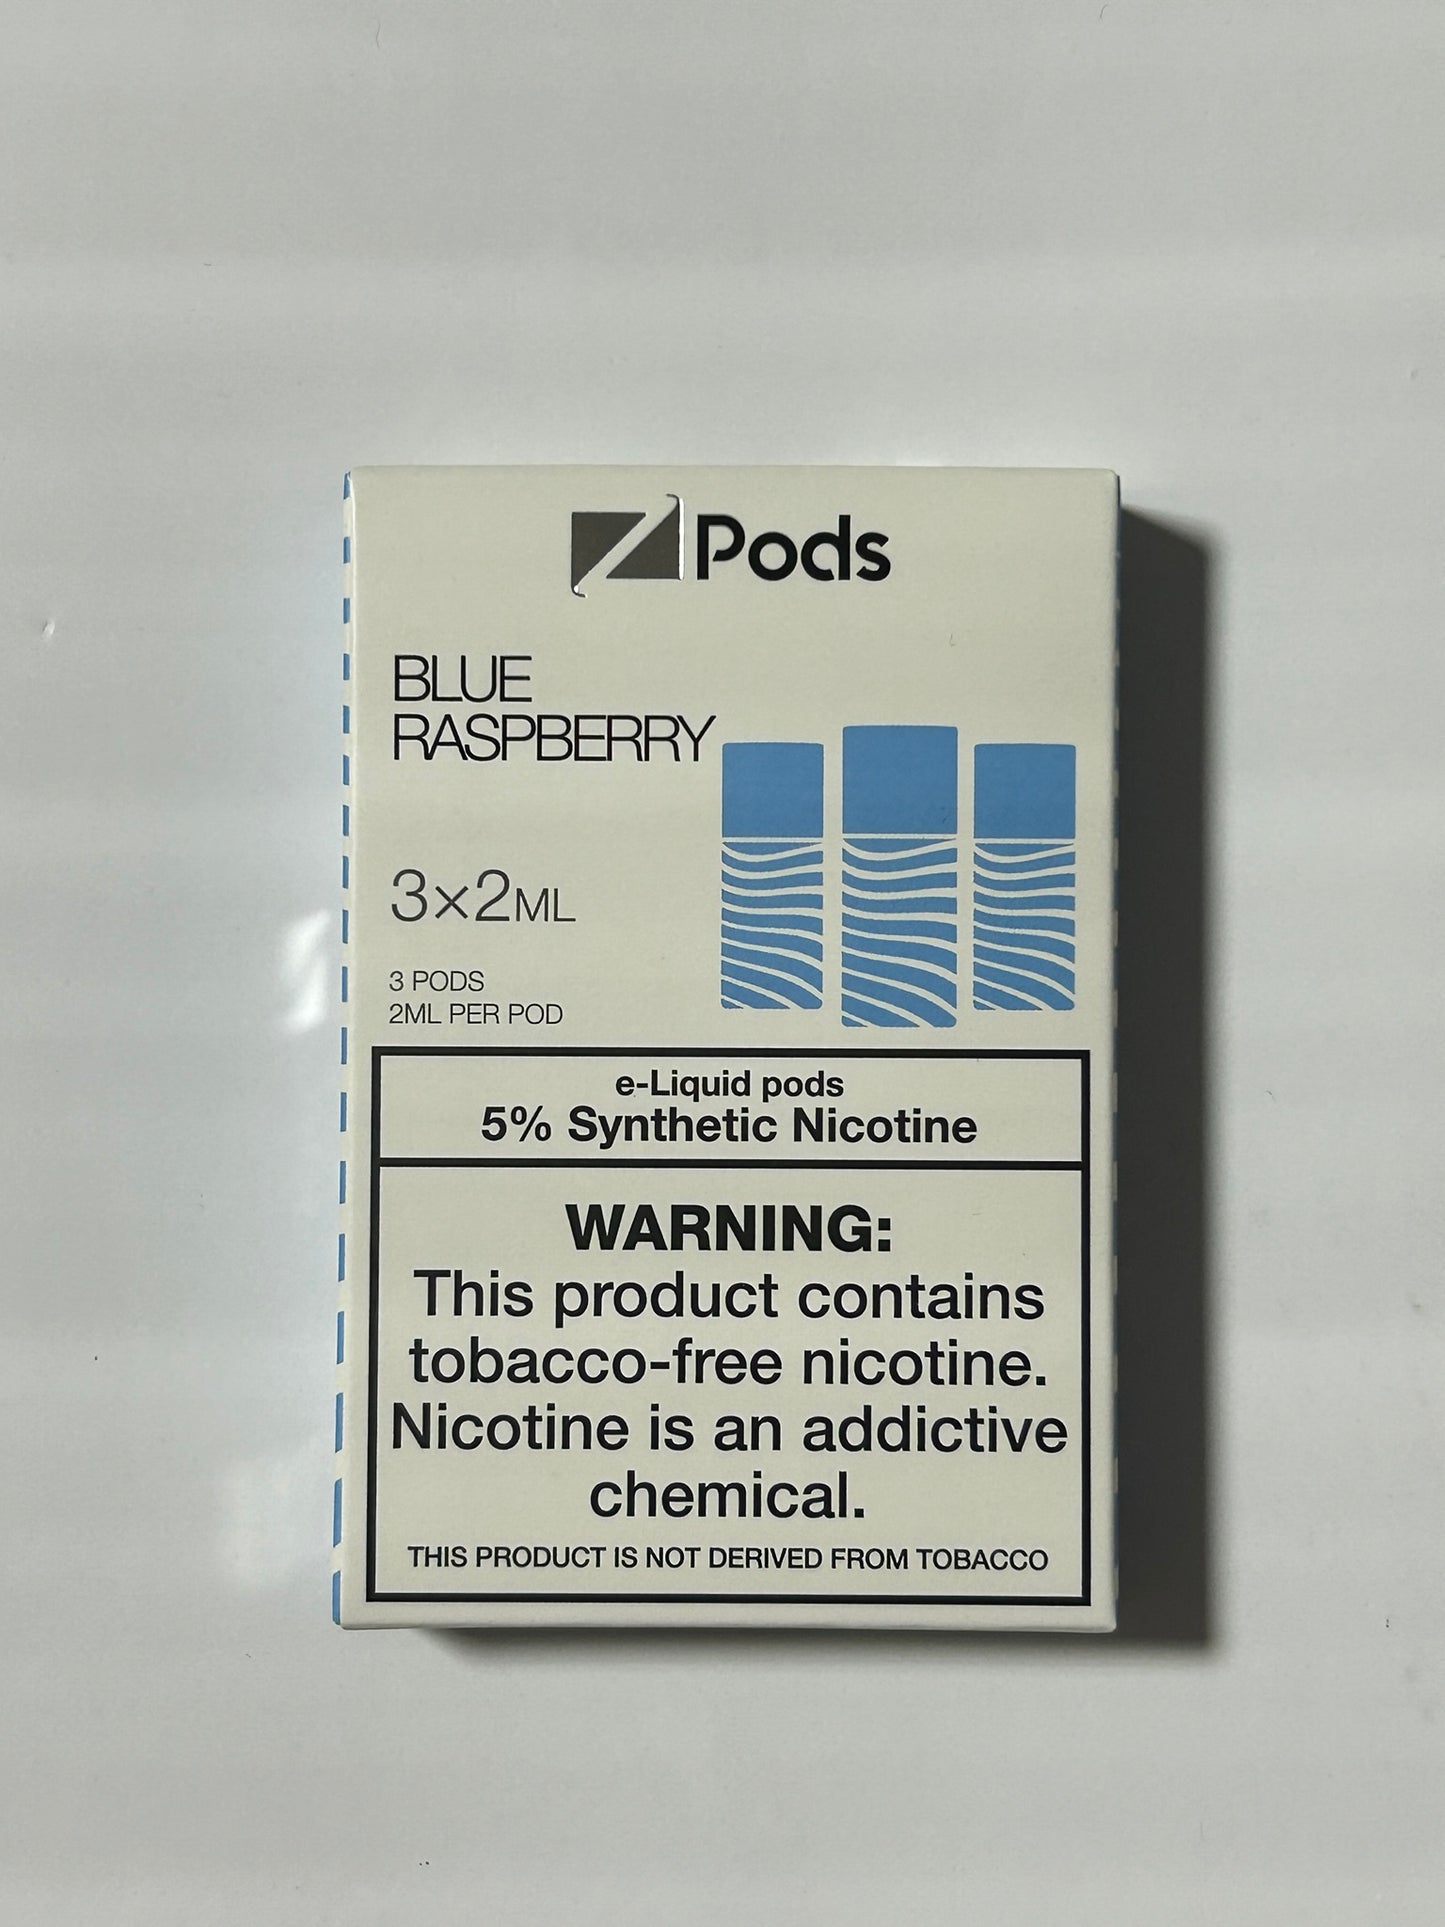 Z Pods
BLUE
RASPBERRY
3×2ML
3 PODS
2ML PER POD
e-Liquid pods
5% Synthetic Nicotine
WARNING:
This product contains
tobacco-free nicotine.
Nicotine is an addictive
chemical.
THIS PRODUCT IS NOT DERIVED FROM TOBACCO